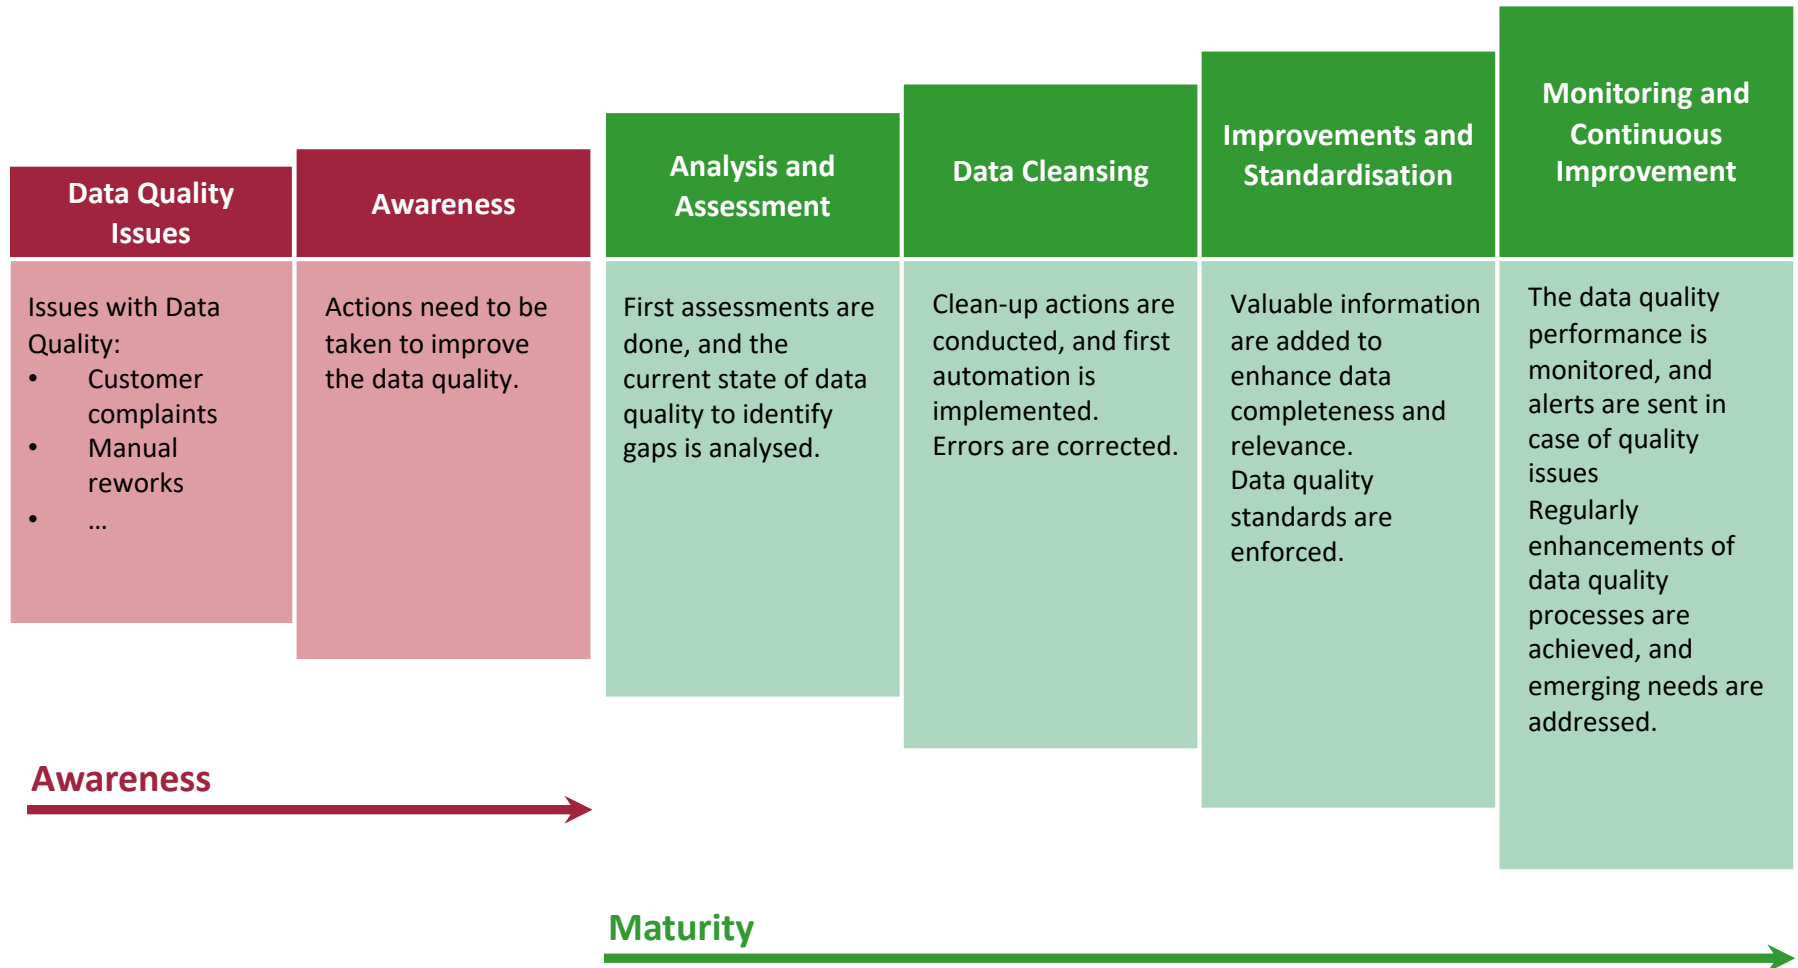 Data Quality
Issues
Issues with Data
Quality:
• Customer
complaints
• Manual
reworks
• ...
Awareness
Actions need to be
taken to improve
the data quality.
Analysis and
Assessment
First assessments are
done, and the
current state of data
quality to identify
gaps is analysed.
Data Cleansing
Clean-up actions are
conducted, and first
automation is
implemented.
Errors are corrected.
Improvements and
Standardisation
Valuable information
are added to
enhance data
completeness and
relevance.
Data quality
standards are
enforced.
Monitoring and
Continuous
Improvement
The data quality
performance is
monitored, and
alerts are sent in
case of quality
issues
Regularly
enhancements of
data quality
processes are
achieved, and
emerging needs are
addressed.
Awareness
Maturity